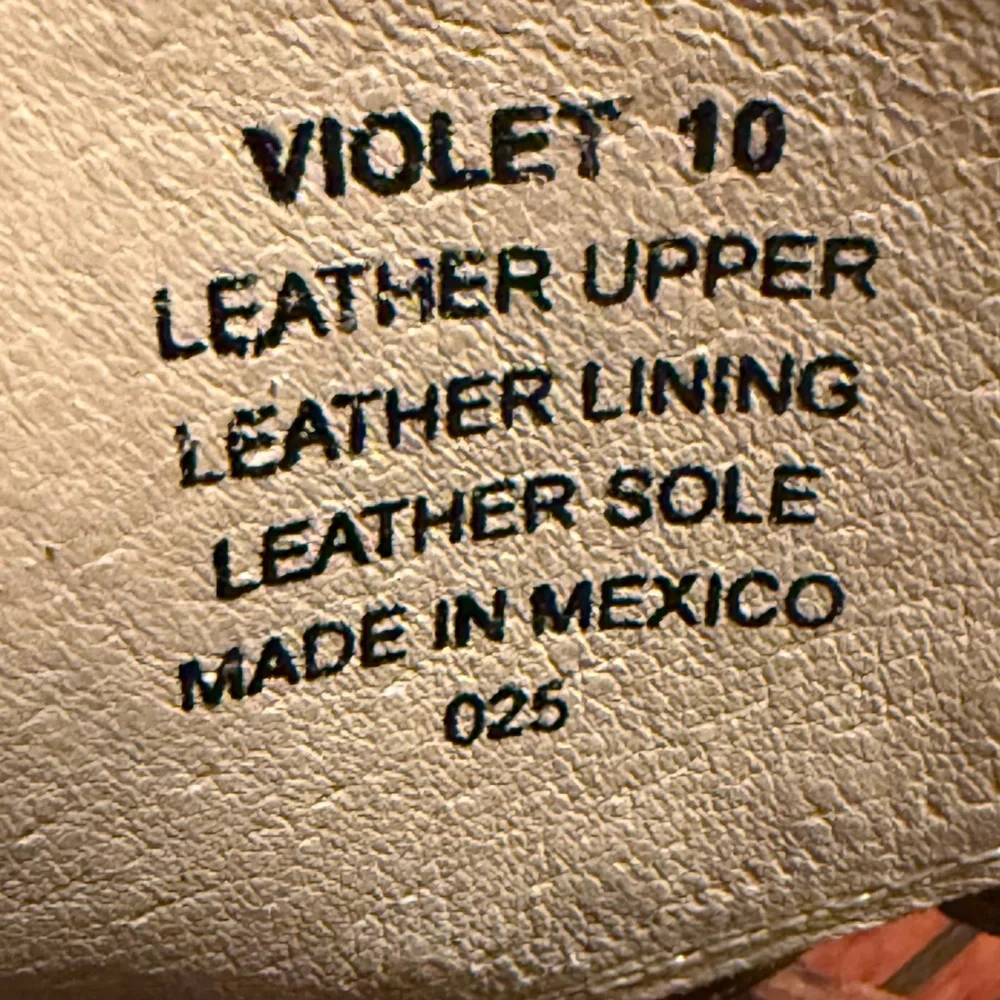 VIOLET 10
LEATHER UPPER
LEATHER LINING
LEATHER SOLE
MADE IN MEXICO
025